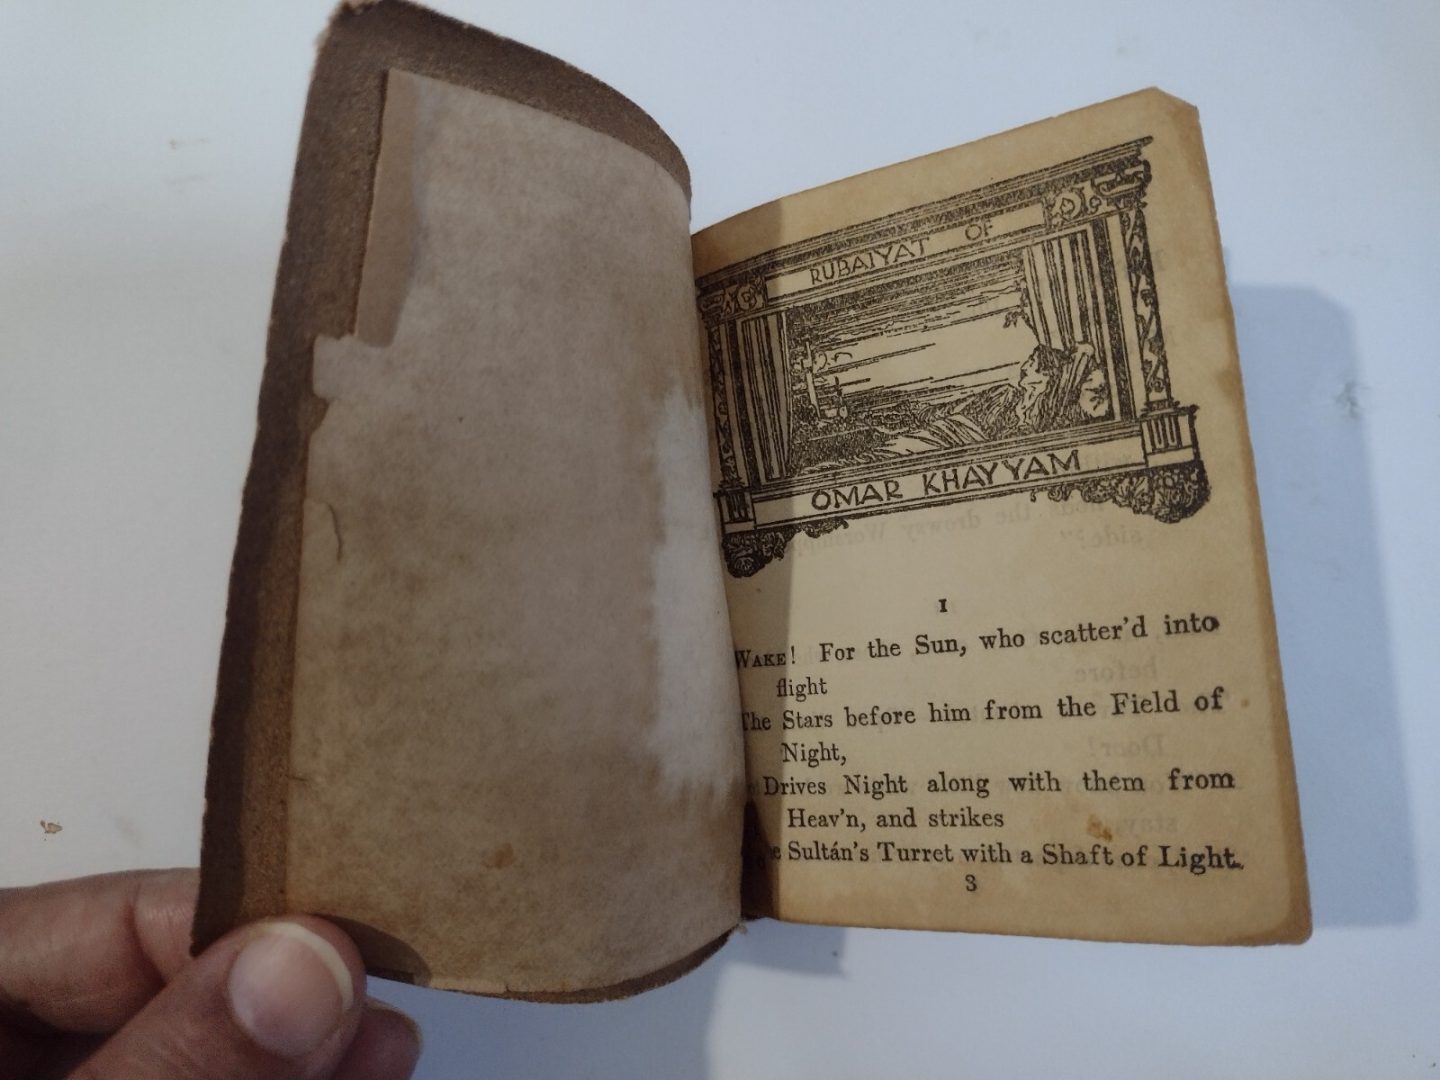 RUBAIYAT OF
OMAR KHAYYAM
I
WAKE! For the Sun, who scatter'd into
flight
The Stars before him from the Field of
Night,
Drives Night along with them from
Heav'n, and strikes
Sultán's Turret with a Shaft of Light.
3